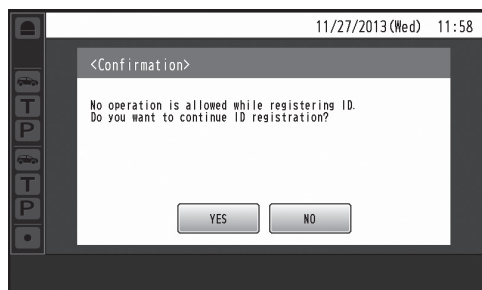 11/27/2013(Wed) 11:58
<Confirmation>
No operation is allowed while registering ID.
Do you want to continue ID registration?
YES NO
T
P
T
P